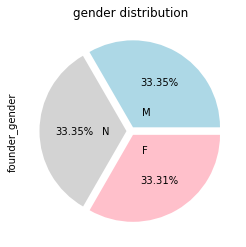 gender distribution
33.35%
M
33.35% N
founder_gender
F
33.31%